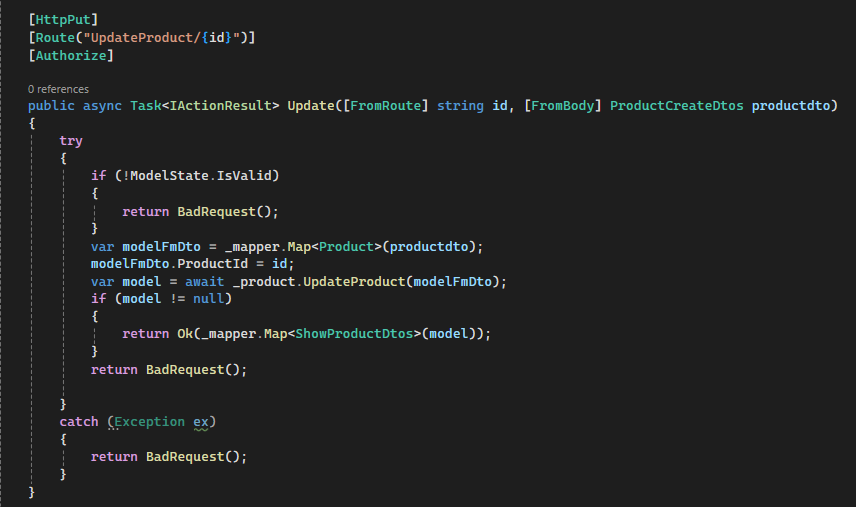 [HttpPut]
[Route("UpdateProduct/{id}")]
[Authorize]
0 references
public async Task<IActionResult> Update([FromRoute] string id, [FromBody] ProductCreateDtos productdto)
{
    try
    {
        if (!ModelState.IsValid)
        {
            return BadRequest();
        }
        var modelFmDto = _mapper.Map<Product>(productdto);
        modelFmDto.ProductId = id;
        var model = await _product.UpdateProduct(modelFmDto);
        if (model != null)
        {
            return Ok(_mapper.Map<ShowProductDtos>(model));
        }
        return BadRequest();
    }
    catch (Exception ex)
    {
        return BadRequest();
    }
}